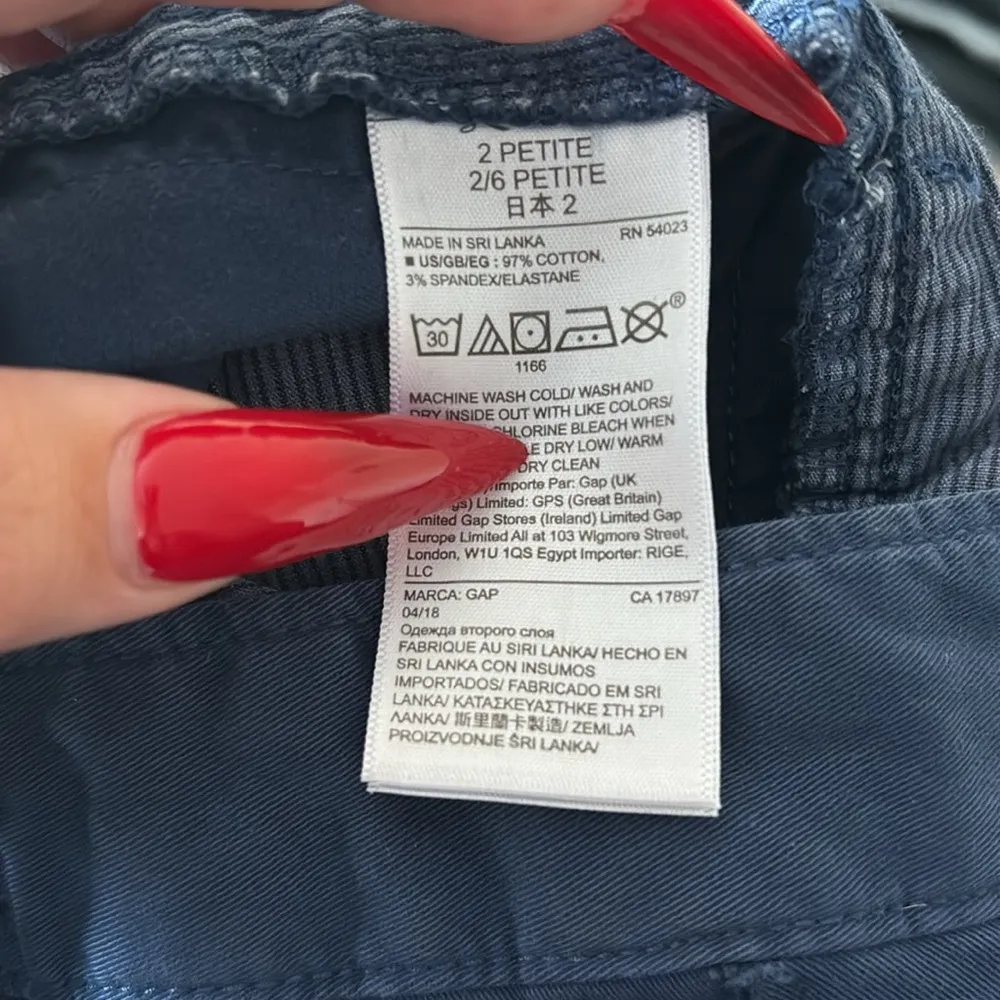 2 PETITE
2/6 PETITE
日本 2
RN 54023
MADE IN SRI LANKA
■ US/GB/EG : 97% COTTON,
3% SPANDEX/ELASTANE
30
®
1166
MACHINE WASH COLD/ WASH AND
DRY INSIDE OUT WITH LIKE COLORS/
CHLORINE BLEACH WHEN
DRY LOW/ WARM
DRY CLEAN
Importe Par: Gap (UK
Limited: GPS (Great Britain)
Limited Gap Stores (Ireland) Limited Gap
Europe Limited All at 103 Wigmore Street,
London, W1U 1QS Egypt Importer: RIGE,
LLC
MARCA: GAP CA 17897
04/18
Одежда второго слоя
FABRIQUE AU SIRI LANKA/ HECHO EN
SRI LANKA CON INSUMOS
IMPORTADOS/ FABRICADO EM SRI
LANKA/ ΚΑΤΑΣΚΕΥΑΣΤΗΚΕ ΣΤΗ ΣΡΙ
ΛΑΝΚΑ/ 斯里蘭卡製造/ ZEMLJA
PROIZVODNJE ŠRI LANKA/